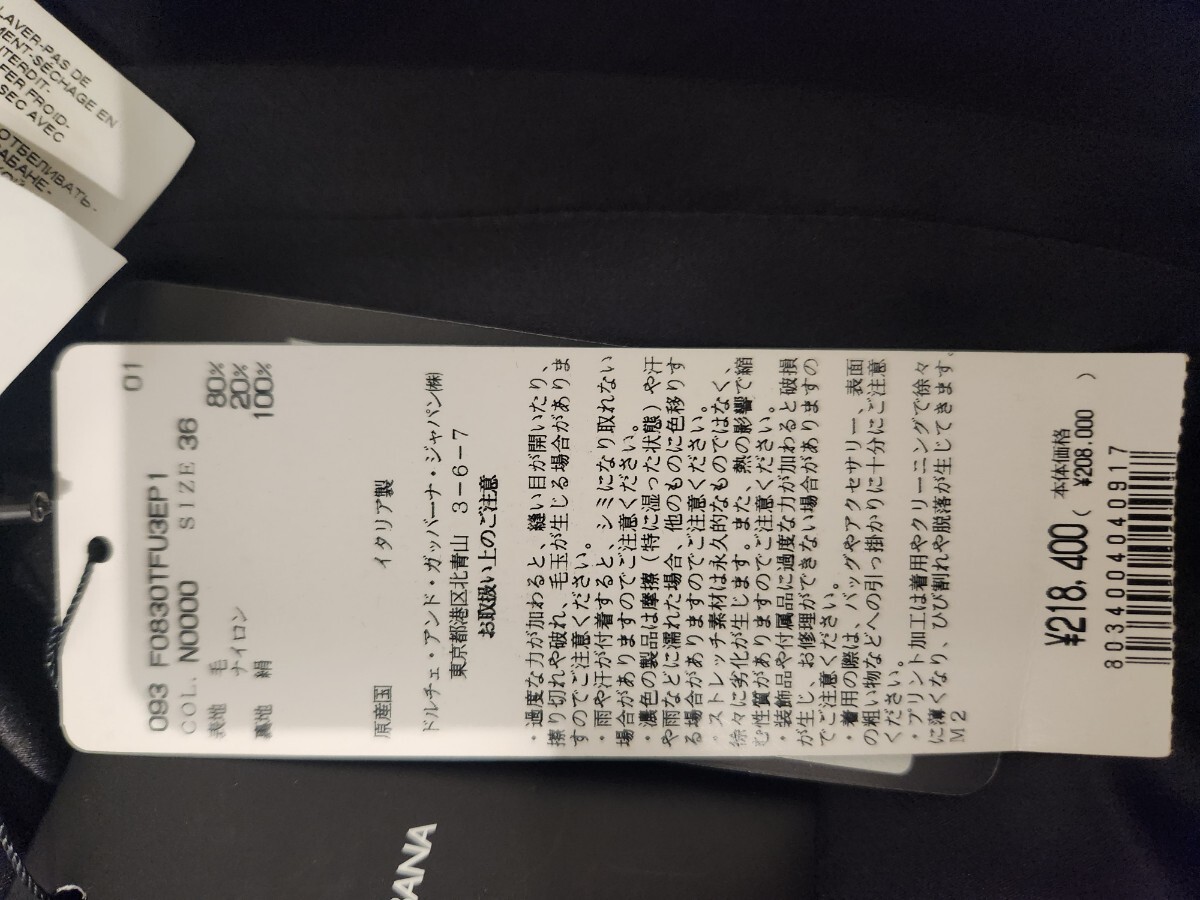 LAVER-PAS DE
MENT-SÉCHAGE EN
INTERDIT-
FER FROID-
SEC AVEC
ОТБЕЛИВАТЬ-
АБАНЕ-
01
093 F0830TFU3EP1
COL. N0000 SIZE 36
表地 毛 80%
ナイロン 20%
裏地 絹 100%
原産国 イタリア製
ドルチェ・アンド・ガッバーナ・ジャパン㈱
東京都港区北青山 3-6-7
お取扱い上のご注意
・過度な力が加わると、縫い目が開いたり、
擦り切れや破れ、毛玉が生じる場合がありま
すのでご注意ください。
・雨や汗が付着すると、シミになり取れない
場合がありますのでご注意ください。
・濃色の製品は摩擦（特に湿った状態）や汗
や雨などに濡れた場合、他のものに色移りす
る場合がありますのでご注意ください。
・ストレッチ素材は永久的なものではなく、
徐々に劣化が生じます。また、熱の影響で縮
む性質がありますのでご注意ください。
・装飾品や付属品に過度な力が加わると破損
が生じ、お修理ができない場合がありますの
でご注意ください。
・着用の際は、バッグやアクセサリー、表面
の粗い物などへの引っ掛かりに十分にご注意
ください。
・プリント加工は着用やクリーニングで徐々
に薄くなり、ひび割れや脱落が生じてきます。
M2
本体価格
¥218,400 ( ¥208,000 )
8034004040917
BANA